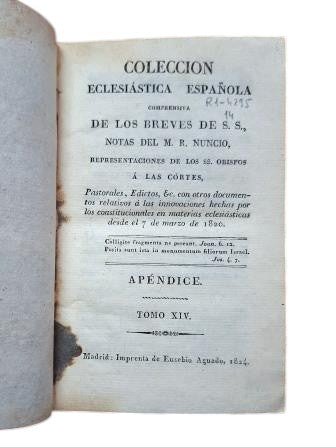 COLECCION
ECLESIÁSTICA ESPAÑOLA
COMPRENSIVA
R1-4295
14
DE LOS BREVES DE S. S.,
NOTAS DEL M. R. NUNCIO,
REPRESENTACIONES DE LOS SS. OBISPOS
Á LAS CÓRTES,
Pastorales, Edictos, &c. con otros documen-
tos relativos á las innovaciones hechas por
los constitucionales en materias eclesiásticas
desde el 7 de marzo de 1820.
Colligite fragmenta ne pereant. Joan. 6. 12.
Posita sunt ista in monumentum filiorum Israel.
Jos. 4. 7.
APÉNDICE.
TOMO XIV.
Madrid: Imprenta de Eusebio Aguado, 1824.